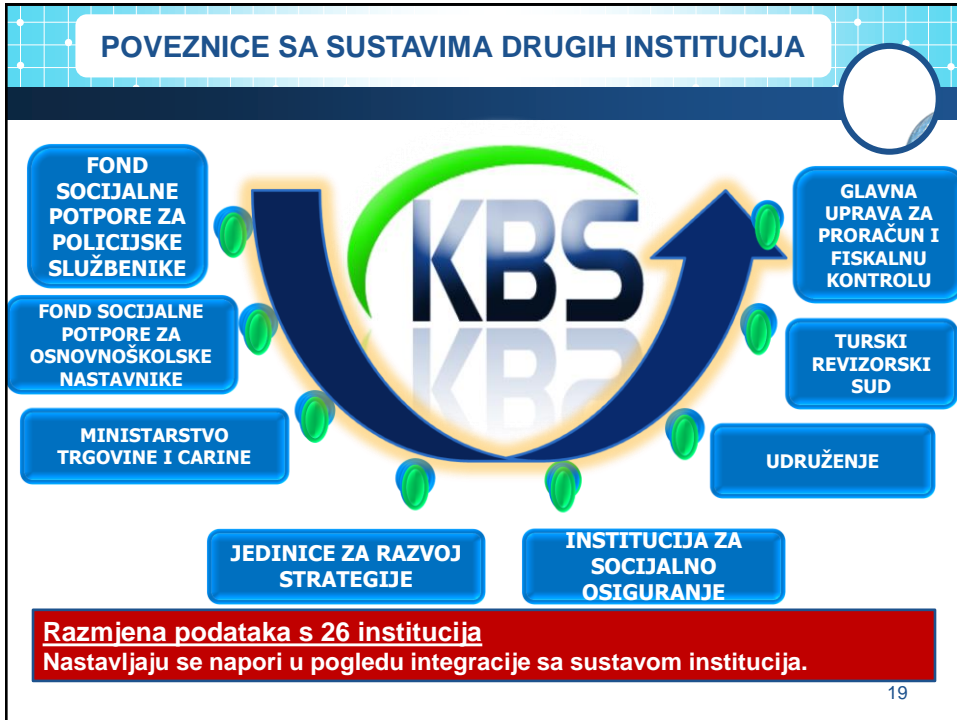 POVEZNICE SA SUSTAVIMA DRUGIH INSTITUCIJA
FOND
SOCIJALNE
POTPORE ZA
POLICIJSKE
SLUŽBENIKE
FOND SOCIJALNE
POTPORE ZA
OSNOVNOŠKOLSKE
NASTAVNIKE
MINISTARSTVO
TRGOVINE I CARINE
JEDINICE ZA RAZVOJ
STRATEGIJE
KBS
INSTITUCIJA ZA
SOCIJALNO
OSIGURANJE
GLAVNA
UPRAVA ZA
PRORAČUN I
FISKALNU
KONTROLU
TURSKI
REVIZORSKI
SUD
UDRUŽENJE
Razmjena podataka s 26 institucija
Nastavljaju se napori u pogledu integracije sa sustavom institucija.
19